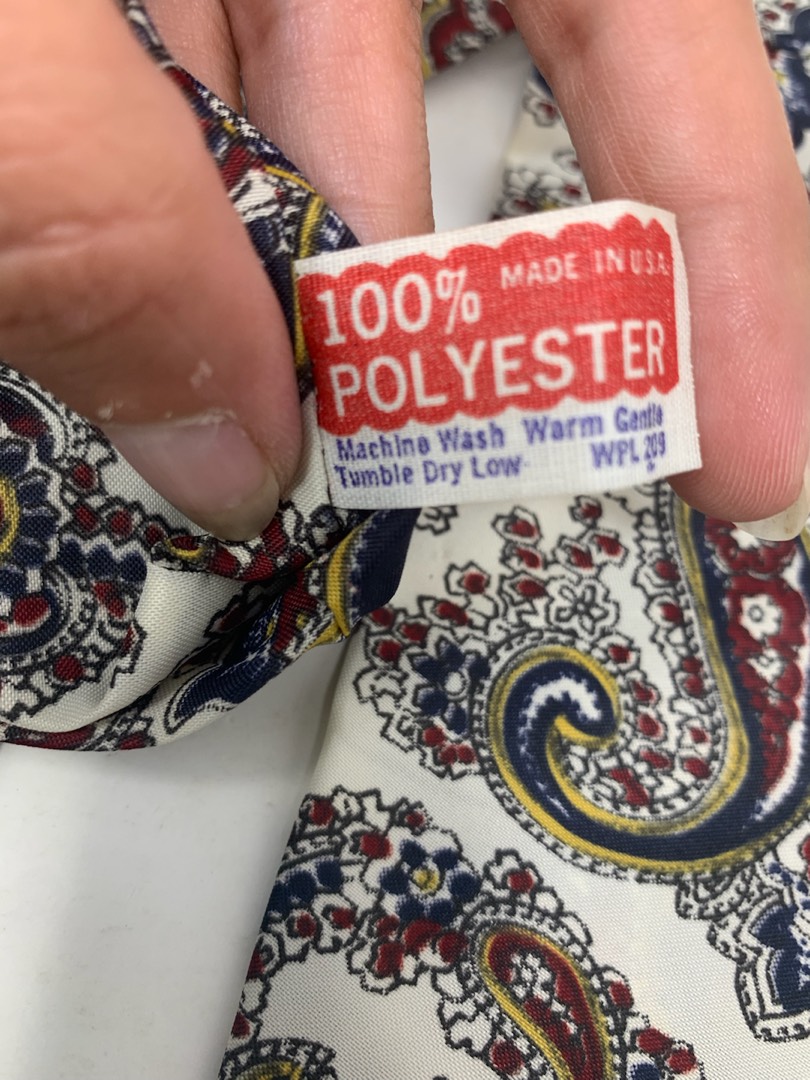 MADE IN U.S.A.
100%
POLYESTER
Machine Wash Warm Gentle
Tumble Dry Low WPL 209